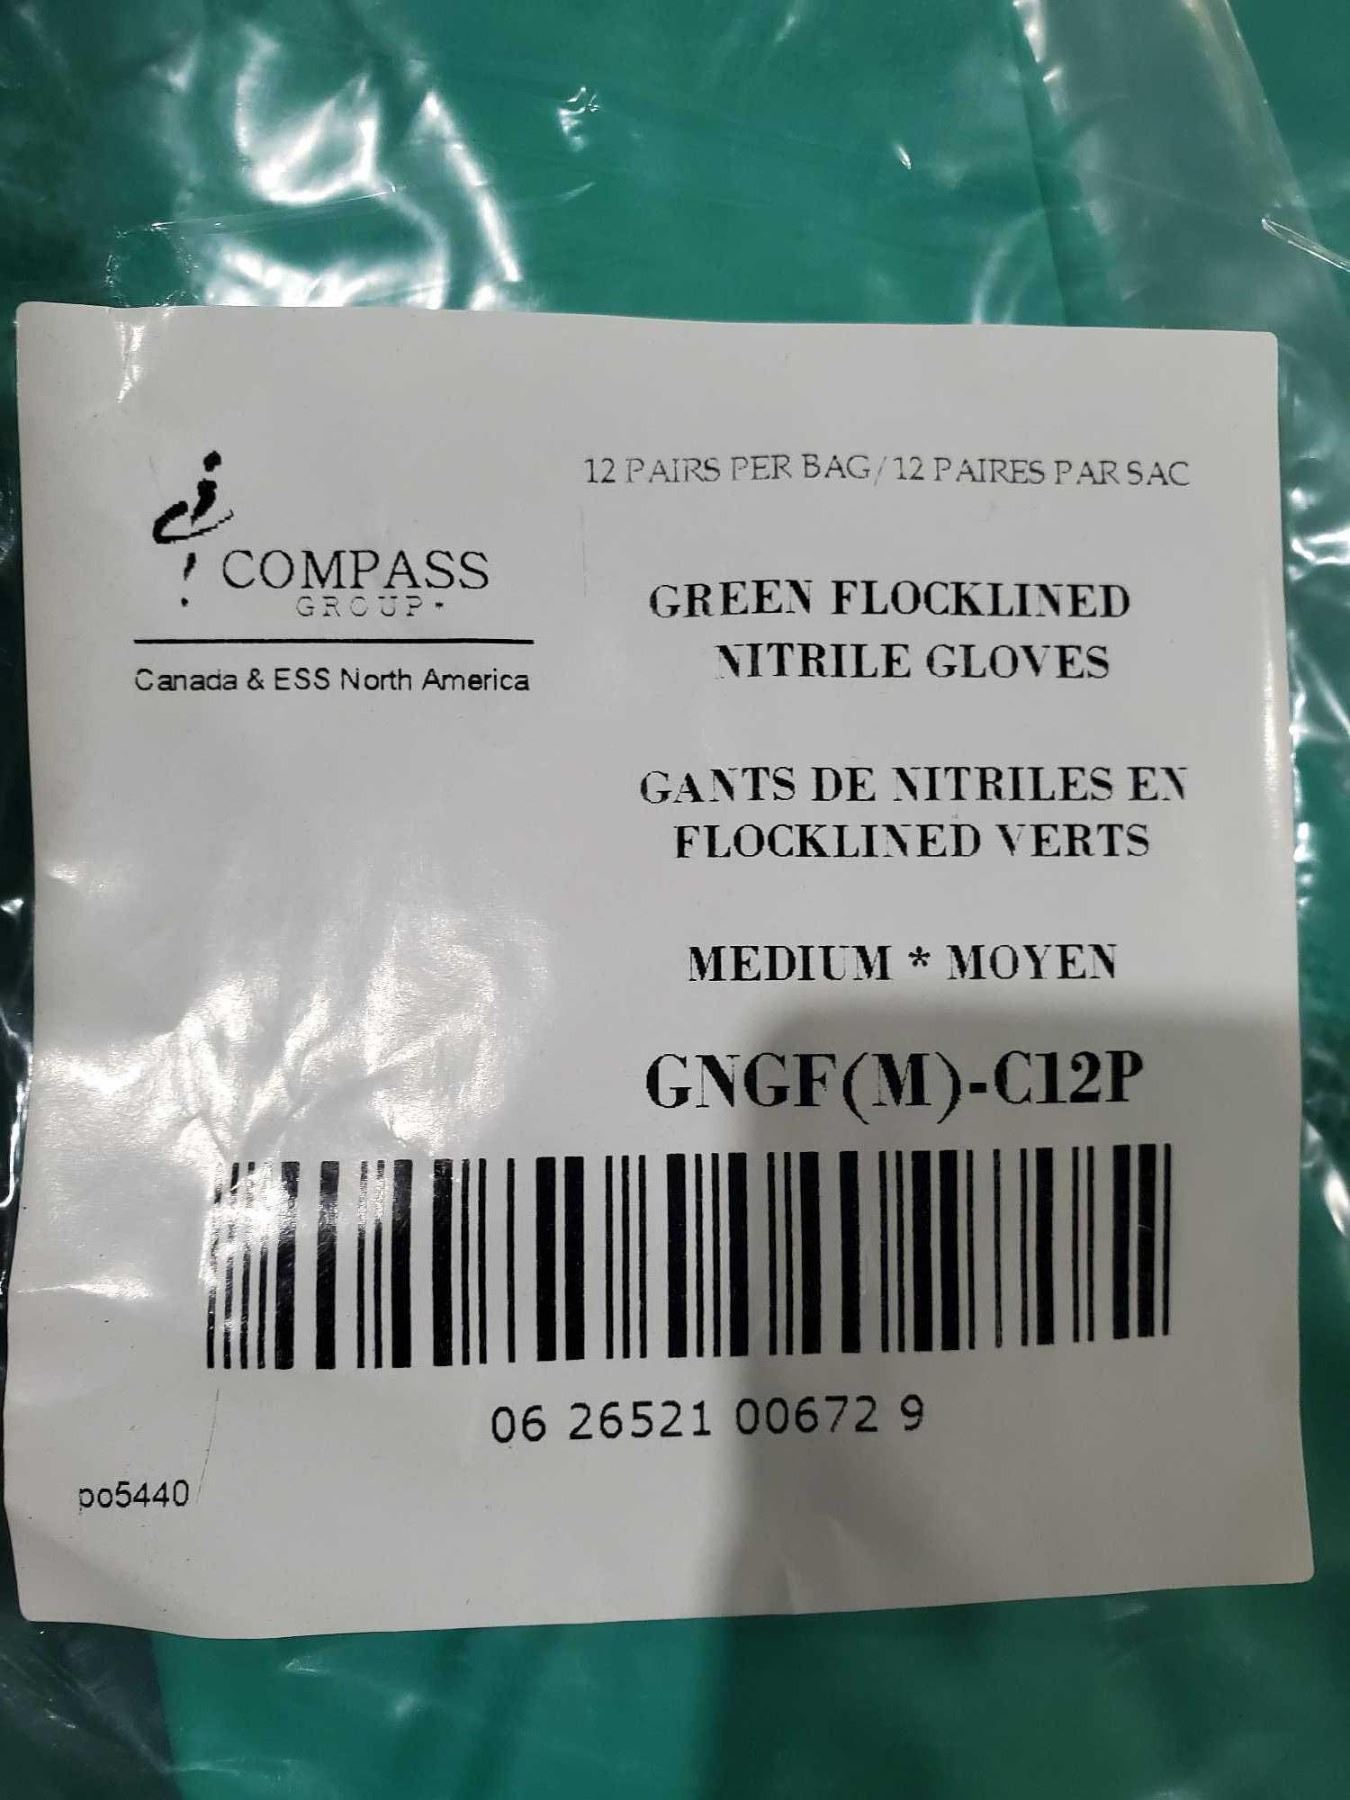 12 PAIRS PER BAG/12 PAIRES PAR SAC
COMPASS
GROUP
Canada & ESS North America
GREEN FLOCKLINED
NITRILE GLOVES
GANTS DE NITRILES EN
FLOCKLINED VERTS
MEDIUM * MOYEN
GNGF(M)-C12P
06 26521 00672 9
po5440